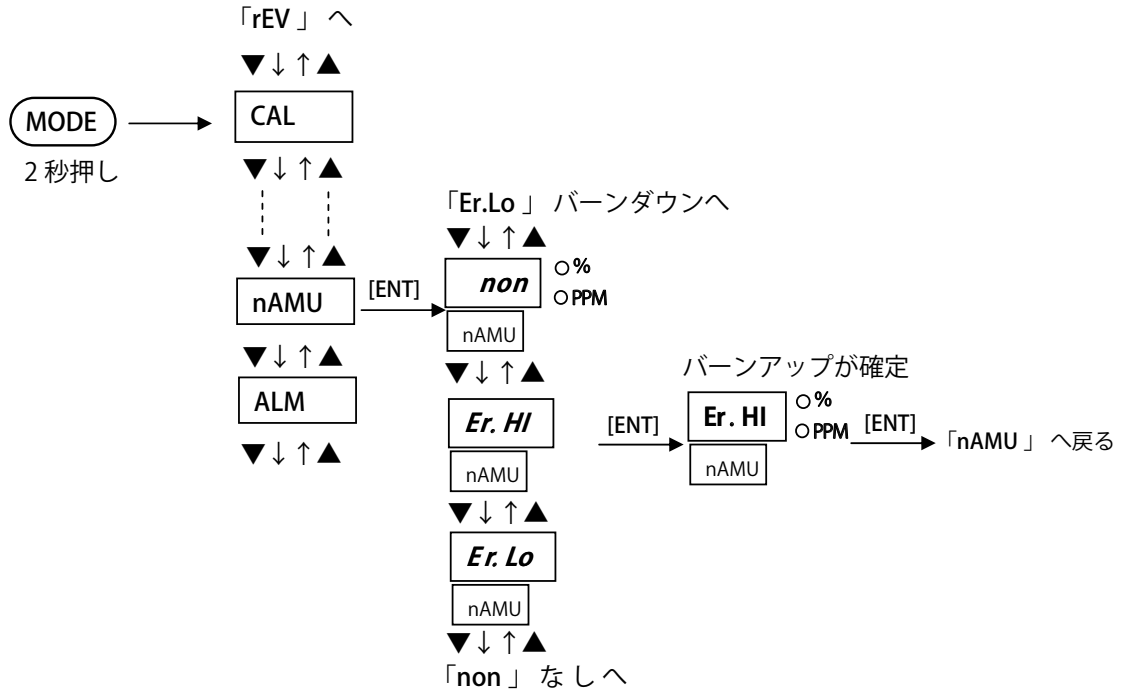 「rEV 」 へ
▼↓↑▲
MODE
CAL
2 秒押し
▼↓↑▲
「Er.Lo 」 バーンダウンへ
▼↓↑▲
▼↓↑▲
nAMU
[ENT]
non
○%
○PPM
nAMU
▼↓↑▲
▼↓↑▲
ALM
▼↓↑▲
Er. HI
nAMU
[ENT]
バーンアップが確定
Er. HI
○%
○PPM
nAMU
[ENT]
「nAMU 」 へ戻る
▼↓↑▲
Er. Lo
nAMU
▼↓↑▲
「non 」 な し へ